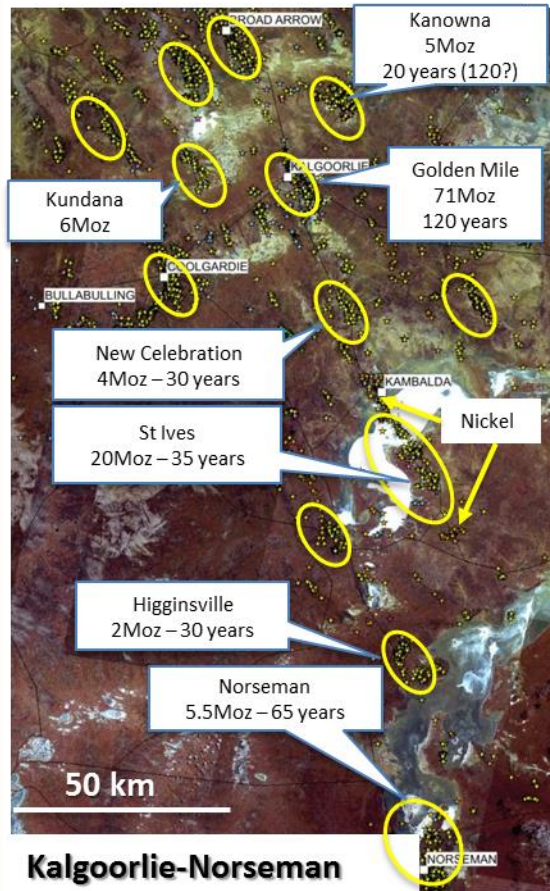 BROAD ARROW
Kanowna
5Moz
20 years (120?)
KALGOORLIE
Golden Mile
71Moz
120 years
Kundana
6Moz
COOLGARDIE
BULLABULLING
New Celebration
4Moz – 30 years
KAMBALDA
Nickel
St Ives
20Moz – 35 years
Higginsville
2Moz – 30 years
Norseman
5.5Moz – 65 years
50 km
NORSEMAN
Kalgoorlie-Norseman